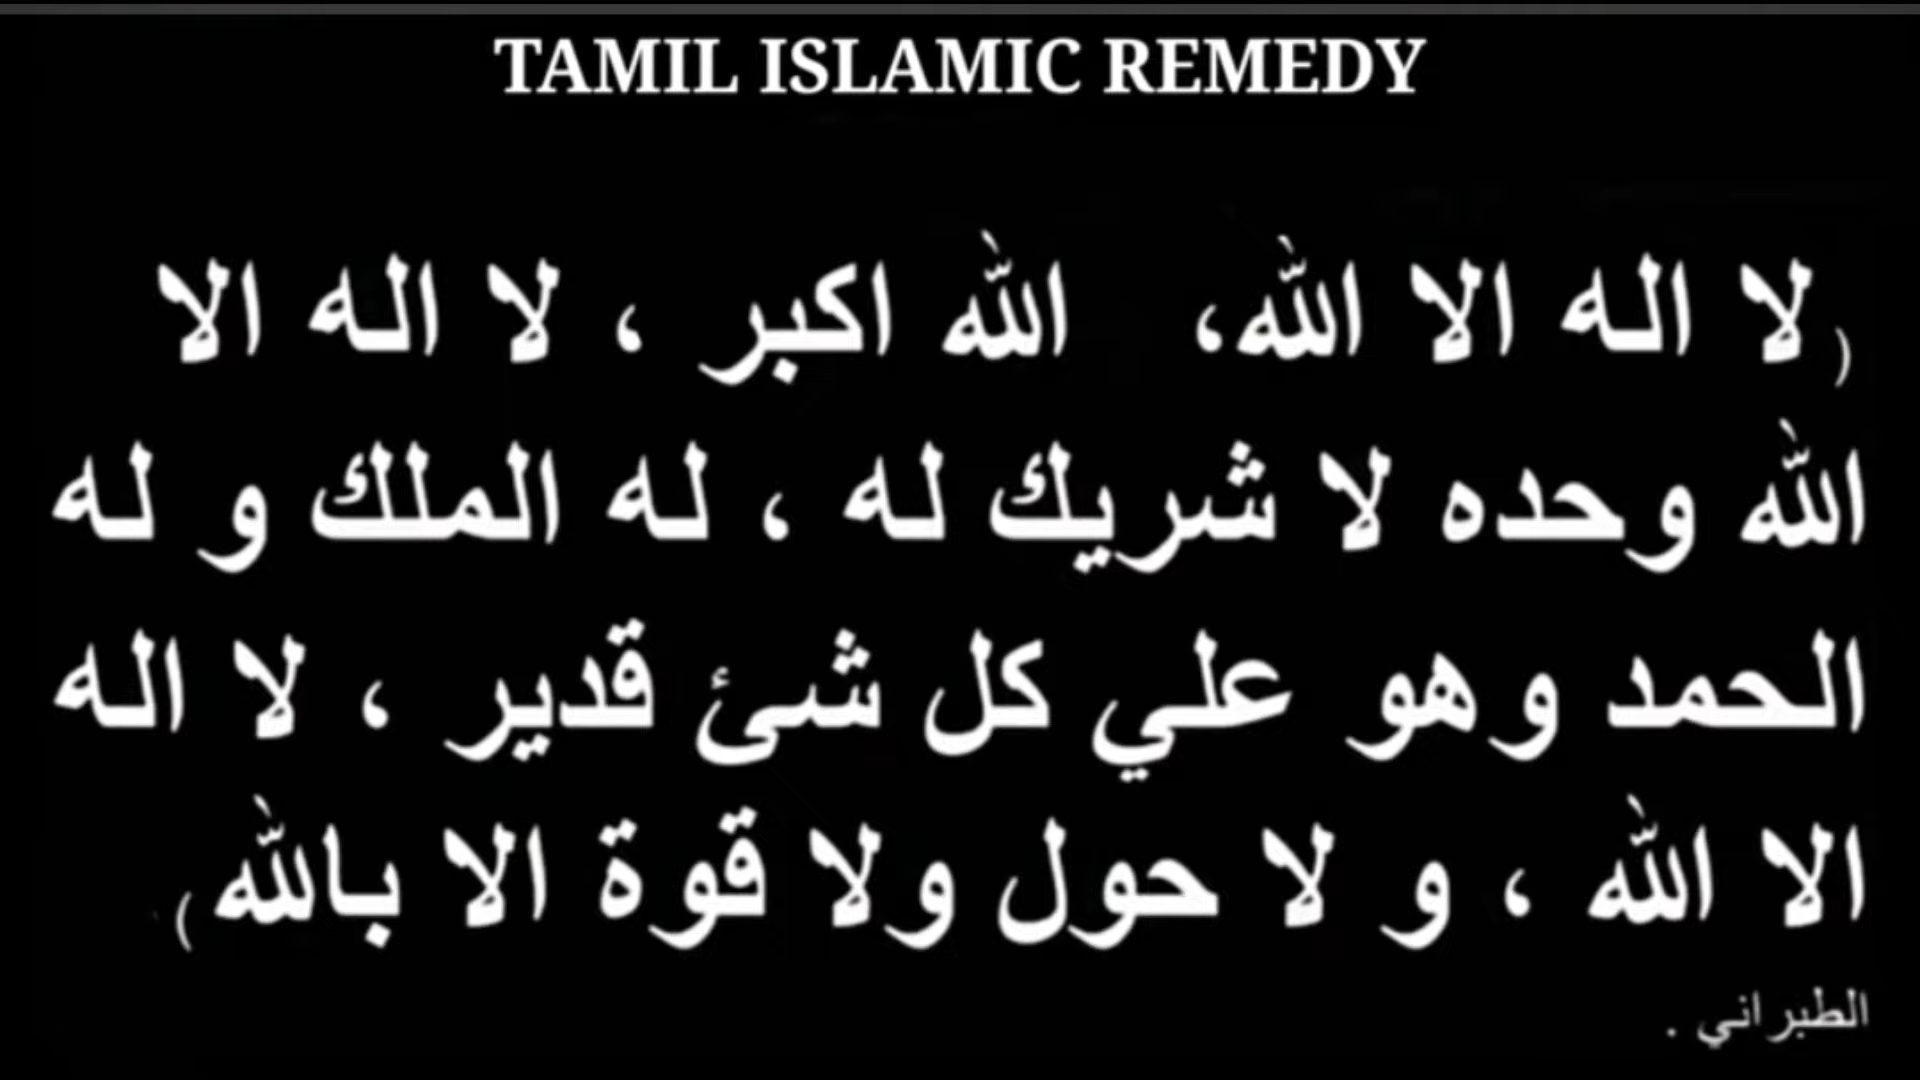 TAMIL ISLAMIC REMEDY
(لا اله الا الله، الله اكبر ، لا اله الا
الله وحده لا شريك له ، له الملك و له
الحمد وهو علي كل شئ قدير ، لا اله
الا الله ، و لا حول ولا قوة الا بالله)
الطبراني .